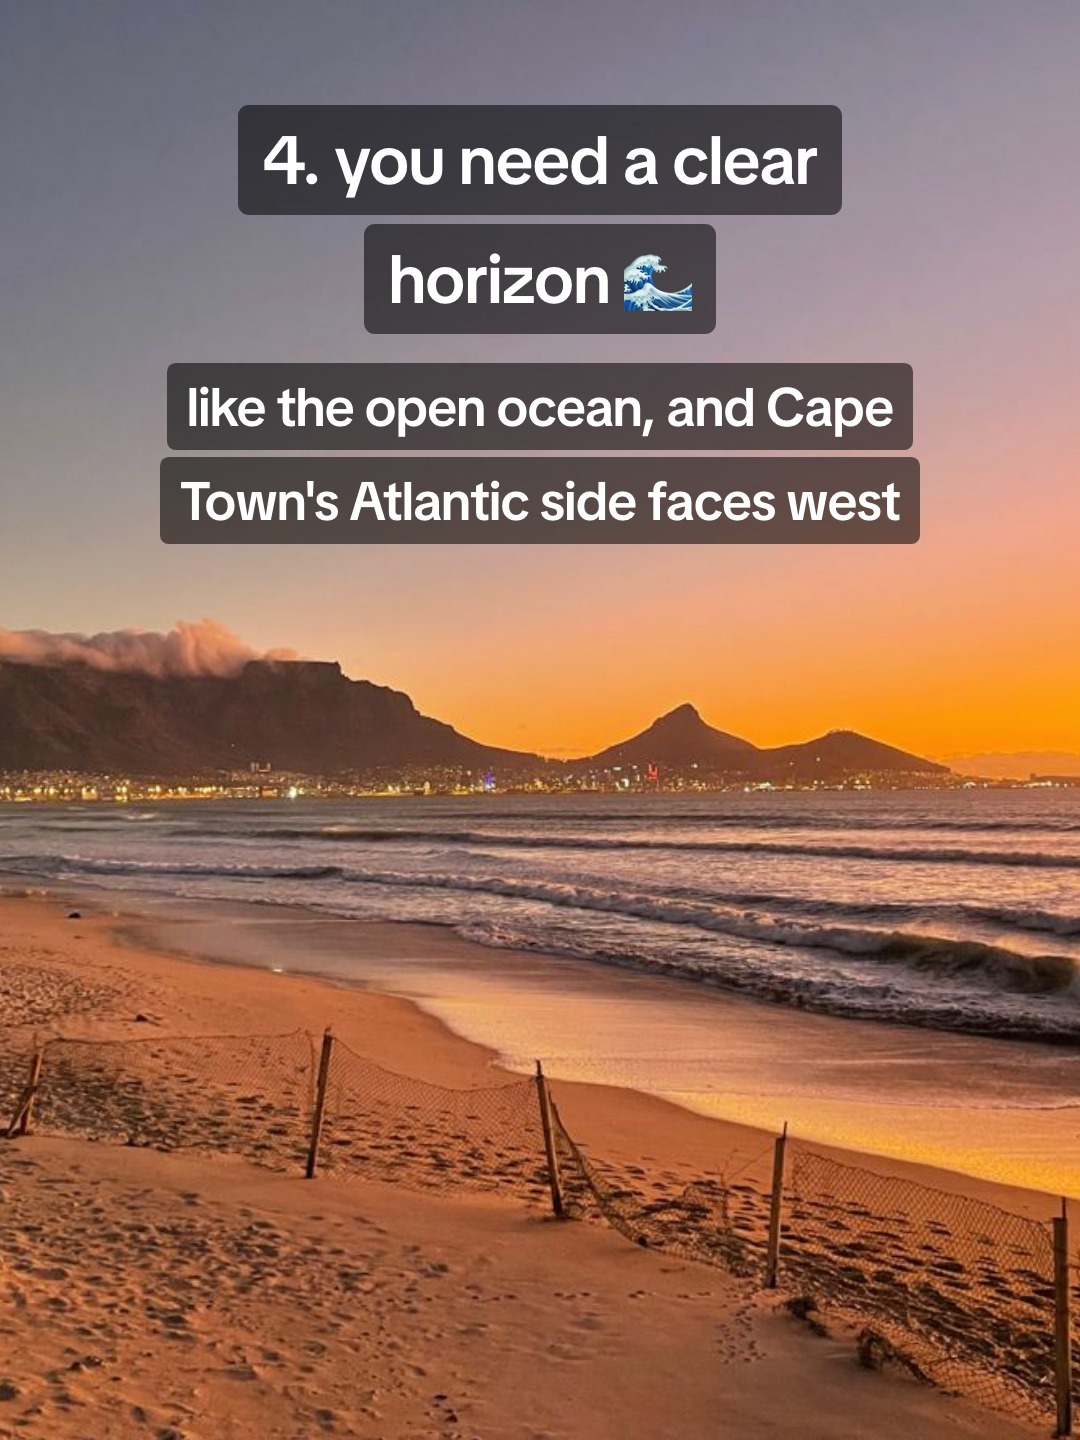 4. you need a clear
horizon 🌊
like the open ocean, and Cape
Town's Atlantic side faces west